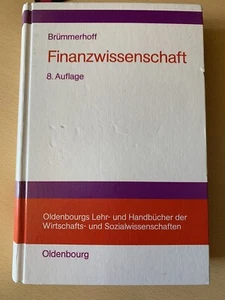 Brümmerhoff
Finanzwissenschaft
8. Auflage
Oldenbourgs Lehr- und Handbücher der
Wirtschafts- und Sozialwissenschaften
Oldenbourg